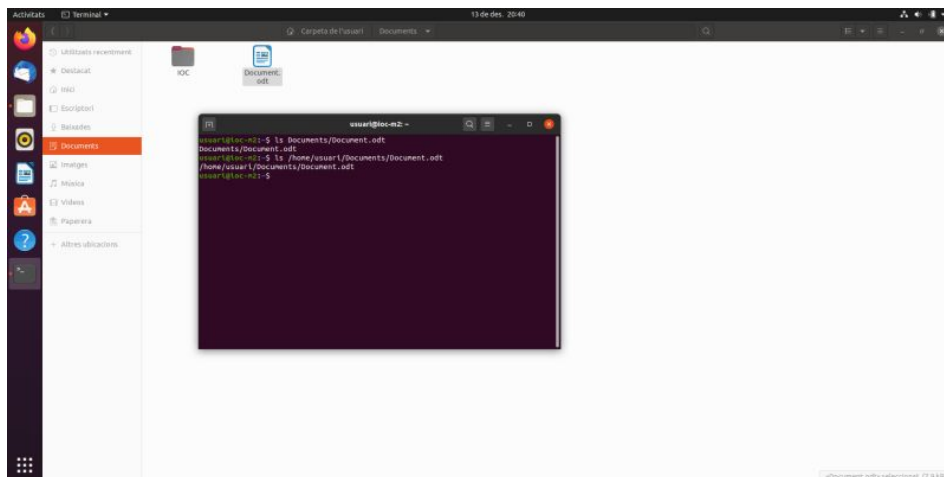 Activitats Terminal 13 de des. 20:40
Carpeta de l'usuari Documents
Utilitzats recentment
Destacat
Inici
Escriptori
Baixades
Documents
Imatges
Música
Vídeos
Paperera
+ Altres ubicacions
IOC
Document.
odt
usuari@ioc-m2: ~
usuari@ioc-m2:~$ ls Documents/Document.odt
Documents/Document.odt
usuari@ioc-m2:~$ ls /home/usuari/Documents/Document.odt
/home/usuari/Documents/Document.odt
usuari@ioc-m2:~$